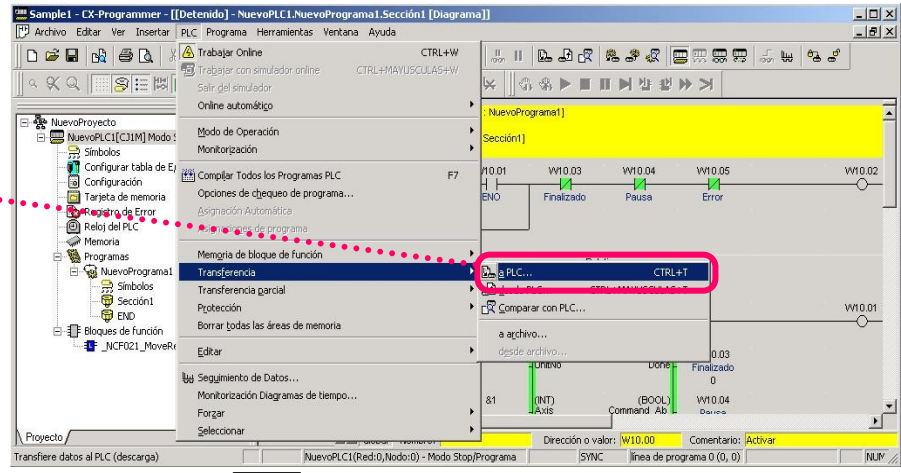 Sample1 - CX-Programmer - [[Detenido] - NuevoPLC1.NuevoPrograma1.Sección1 [Diagrama]]
Archivo Editar Ver Insertar PLC Programa Herramientas Ventana Ayuda
Trabajar Online CTRL+W
Trabajar con simulador online CTRL+MAYUSCULAS+W
Salir del simulador
Online automático
Modo de Operación
Monitorización
Compilar Todos los Programas PLC F7
Opciones de chequeo de programa...
Asignación Automática
Asignaciones de programa
Memoria de bloque de función
Transferencia
Transferencia parcial
Protección
Borrar todas las áreas de memoria
Editar
Seguimiento de Datos...
Monitorización Diagramas de tiempo...
Forzar
Seleccionar
a PLC... CTRL+T
Comparar con PLC...
a archivo...
desde archivo...
NuevoProyecto
NuevoPLC1[CJ1M] Modo S
Símbolos
Configurar tabla de E/
Configuración
Tarjeta de memoria
Registro de Error
Reloj del PLC
Memoria
Programas
NuevoPrograma1
Símbolos
Sección1
END
Bloques de función
_NCF021_MoveRe
: NuevoPrograma1]
Sección1]
W10.03 W10.04 W10.05 W10.02
ENO Finalizado Pausa Error
W10.01
UnitNo Done
0.03
Finalizado
0
&1 (INT) (BOOL) W10.04
Axis Command_Ab Pausa
Proyecto
Dirección o valor: W10.00 Comentario: Activar
Transfiere datos al PLC (descarga) NuevoPLC1(Red:0,Nodo:0) - Modo Stop/Programa SYNC línea de programa 0 (0, 0) NUM